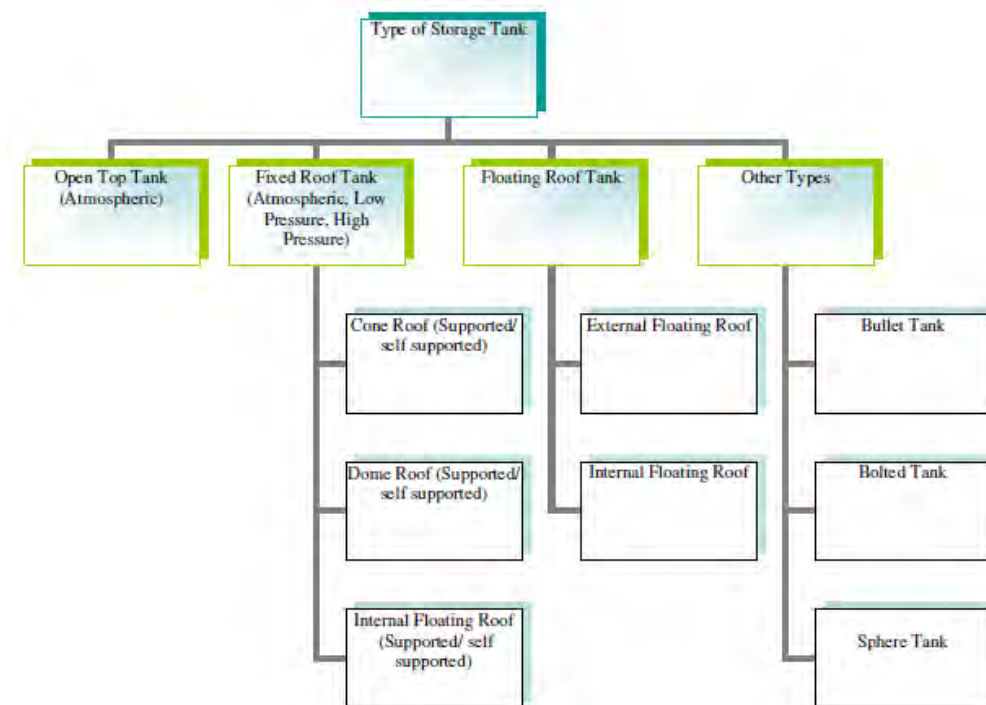 Type of Storage Tank
Open Top Tank
(Atmospheric)
Fixed Roof Tank
(Atmospheric, Low
Pressure, High
Pressure)
Floating Roof Tank
Other Types
Cone Roof (Supported/
self supported)
Dome Roof (Supported/
self supported)
Internal Floating Roof
(Supported/ self
supported)
External Floating Roof
Internal Floating Roof
Bullet Tank
Bolted Tank
Sphere Tank